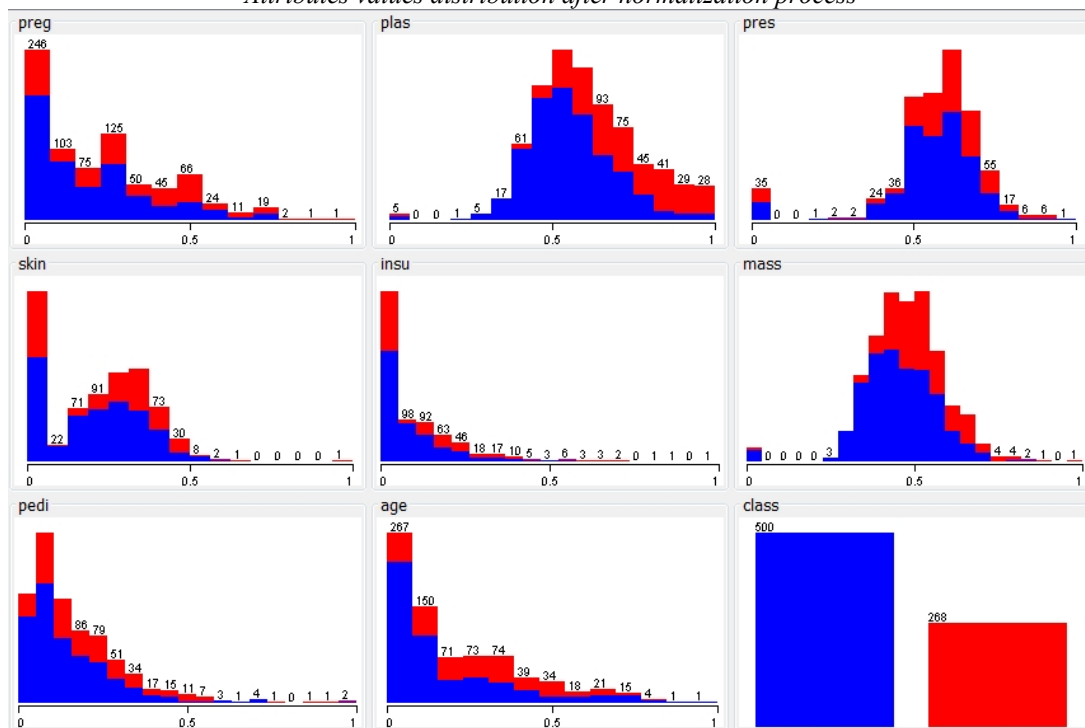 Attributes values distribution after normalization process
preg plas pres
246 103 75 125 50 45 66 24 11 19 2 1 1
0 0.5 1
5 0 0 1 5 17 61 93 75 45 41 29 28
0 0.5 1
35 0 0 1 2 2 24 36 55 17 6 6 1
0 0.5 1
skin insu mass
22 71 91 73 30 8 2 1 0 0 0 0 1
0 0.5 1
98 92 63 46 18 17 10 5 3 6 3 3 2 0 1 1 0 1
0 0.5 1
0 0 0 0 3 4 4 2 1 0 1
0 0.5 1
pedi age class
86 79 51 34 17 15 11 7 3 1 4 1 0 1 1 2
0 0.5 1
267 150 71 73 74 39 34 18 21 15 4 1 1
0 0.5 1
500 268